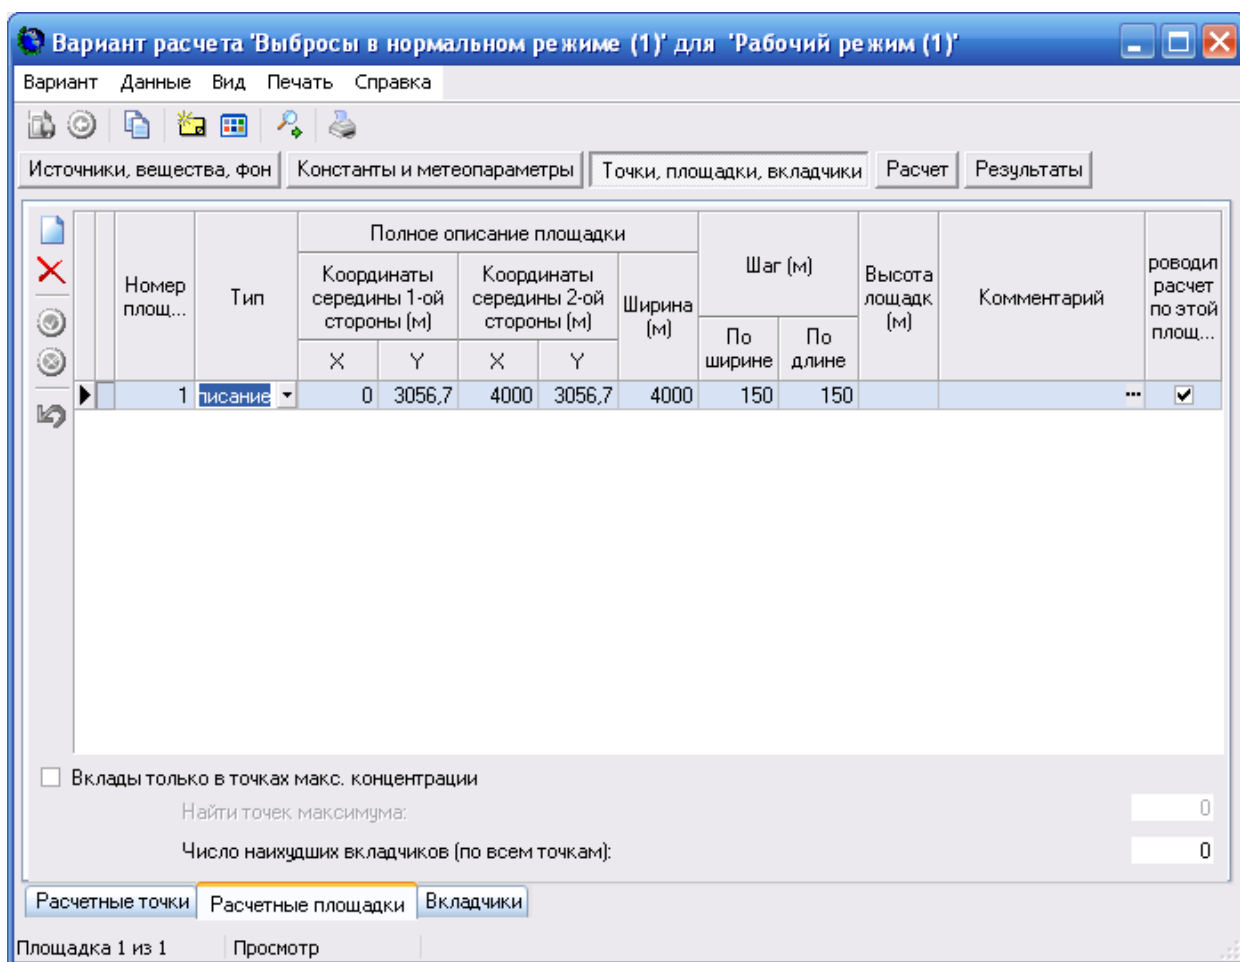 Вариант расчета 'Выбросы в нормальном режиме (1)' для 'Рабочий режим (1)'
Вариант Данные Вид Печать Справка
Источники, вещества, фон Константы и метеопараметры Точки, площадки, вкладчики Расчет Результаты
Номер площ...
Тип
Полное описание площадки
Координаты середины 1-ой стороны (м)
Координаты середины 2-ой стороны (м)
Ширина (м)
Шаг (м)
Высота лощадк (м)
Комментарий
роводил расчет по этой площ...
X Y X Y
По ширине
По длине
1 писание 0 3056,7 4000 3056,7 4000 150 150 ...
Вклады только в точках макс. концентрации
Найти точек максимума: 0
Число наихудших вкладчиков (по всем точкам): 0
Расчетные точки Расчетные площадки Вкладчики
Площадка 1 из 1 Просмотр